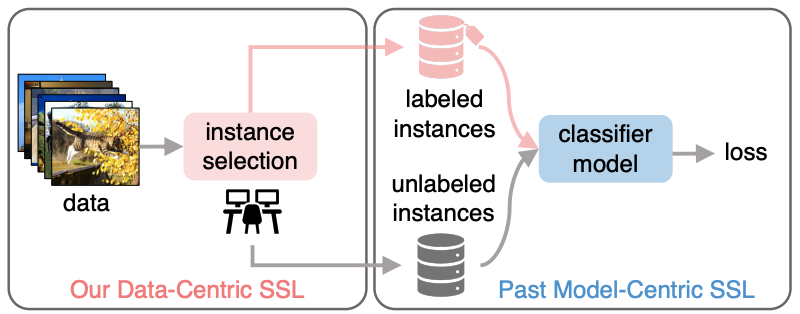 data
instance
selection
Our Data-Centric SSL
labeled
instances
unlabeled
instances
classifier
model
loss
Past Model-Centric SSL